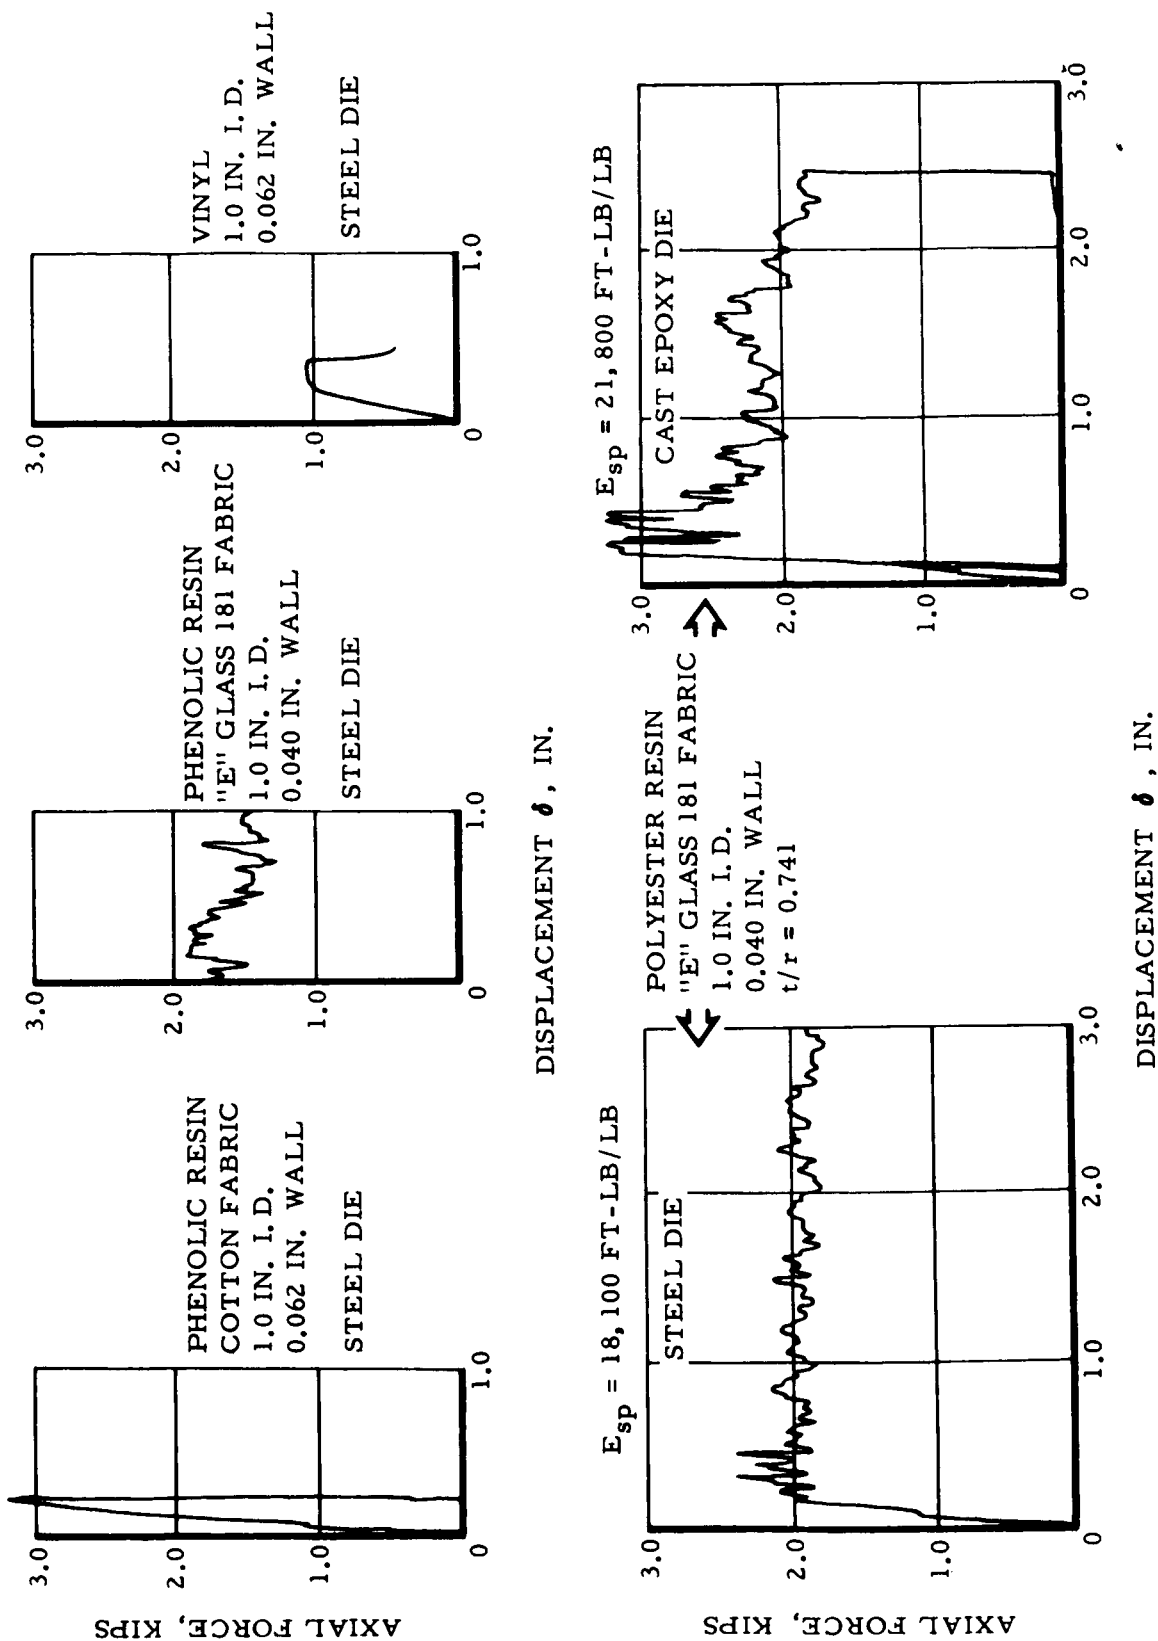 AXIAL FORCE, KIPS
3.0
2.0
1.0
0
1.0
PHENOLIC RESIN
COTTON FABRIC
1.0 IN. I.D.
0.062 IN. WALL
STEEL DIE
3.0
2.0
1.0
0
1.0
PHENOLIC RESIN
"E" GLASS 181 FABRIC
1.0 IN. I.D.
0.040 IN. WALL
STEEL DIE
3.0
2.0
1.0
0
1.0
VINYL
1.0 IN. I.D.
0.062 IN. WALL
STEEL DIE
DISPLACEMENT δ, IN.
AXIAL FORCE, KIPS
Esp = 18,100 FT-LB/LB
STEEL DIE
3.0
2.0
1.0
0
1.0
2.0
3.0
POLYESTER RESIN
"E" GLASS 181 FABRIC
1.0 IN. I.D.
0.040 IN. WALL
t/r = 0.741
Esp = 21,800 FT-LB/LB
CAST EPOXY DIE
3.0
2.0
1.0
0
1.0
2.0
3.0
DISPLACEMENT δ, IN.